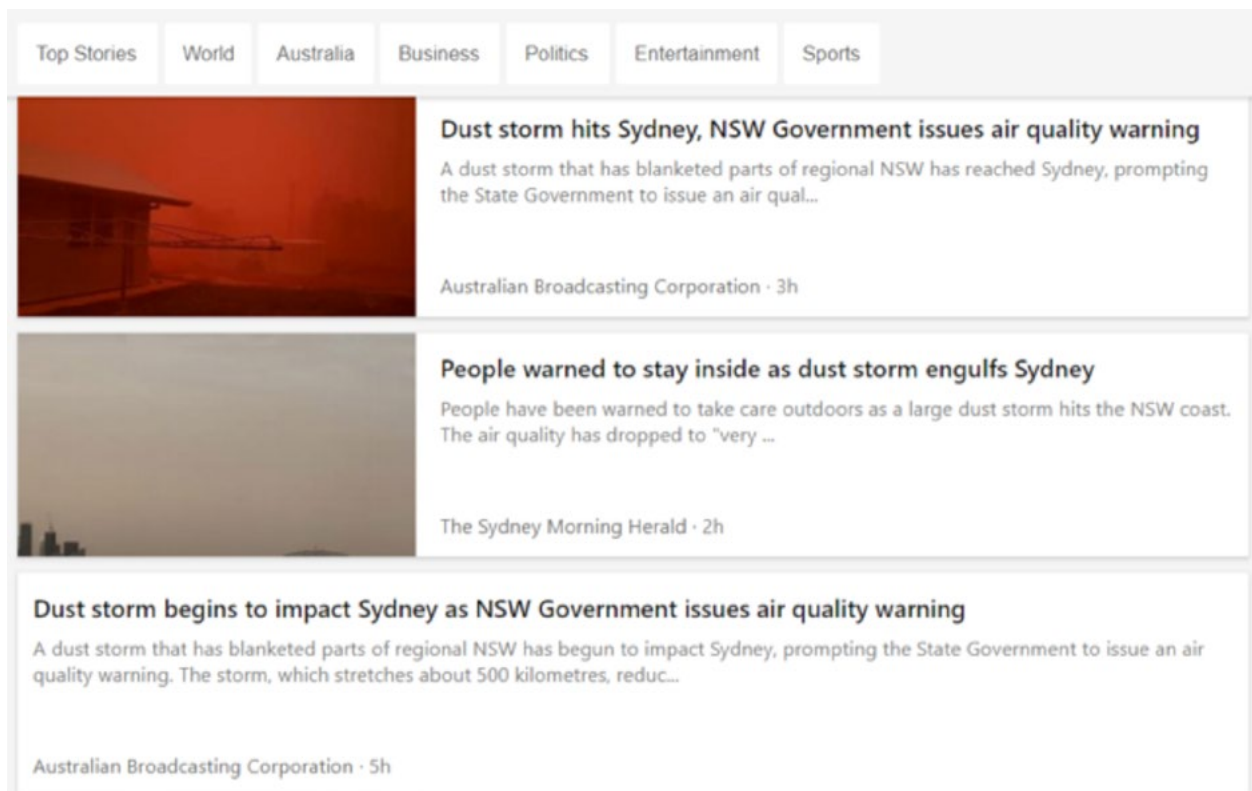 Top Stories World Australia Business Politics Entertainment Sports
Dust storm hits Sydney, NSW Government issues air quality warning
A dust storm that has blanketed parts of regional NSW has reached Sydney, prompting
the State Government to issue an air qual...
Australian Broadcasting Corporation · 3h
People warned to stay inside as dust storm engulfs Sydney
People have been warned to take care outdoors as a large dust storm hits the NSW coast.
The air quality has dropped to "very ...
The Sydney Morning Herald · 2h
Dust storm begins to impact Sydney as NSW Government issues air quality warning
A dust storm that has blanketed parts of regional NSW has begun to impact Sydney, prompting the State Government to issue an air
quality warning. The storm, which stretches about 500 kilometres, reduc...
Australian Broadcasting Corporation · 5h